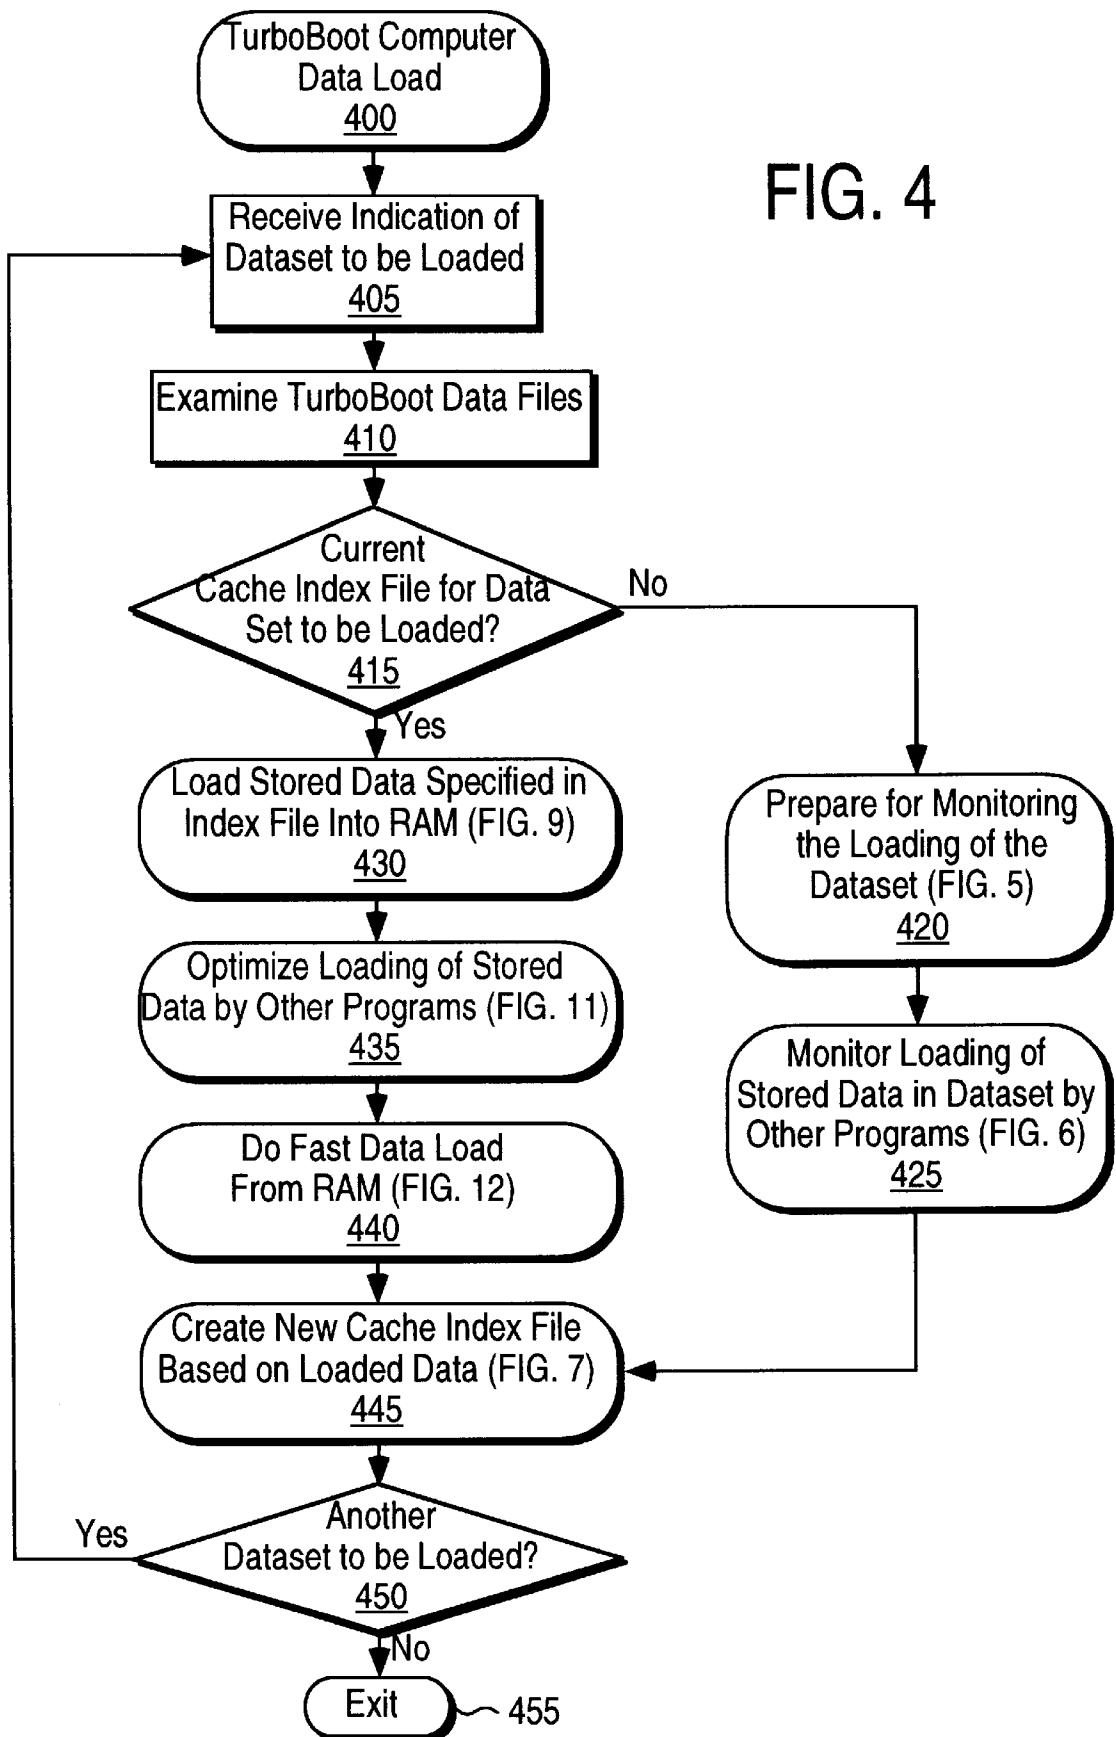 TurboBoot Computer
Data Load
400
FIG. 4
Receive Indication of
Dataset to be Loaded
405
Examine TurboBoot Data Files
410
Current
Cache Index File for Data
Set to be Loaded?
415
No
Yes
Load Stored Data Specified in
Index File Into RAM (FIG. 9)
430
Prepare for Monitoring
the Loading of the
Dataset (FIG. 5)
420
Optimize Loading of Stored
Data by Other Programs (FIG. 11)
435
Monitor Loading of
Stored Data in Dataset by
Other Programs (FIG. 6)
425
Do Fast Data Load
From RAM (FIG. 12)
440
Create New Cache Index File
Based on Loaded Data (FIG. 7)
445
Another
Dataset to be Loaded?
450
Yes
No
Exit
455